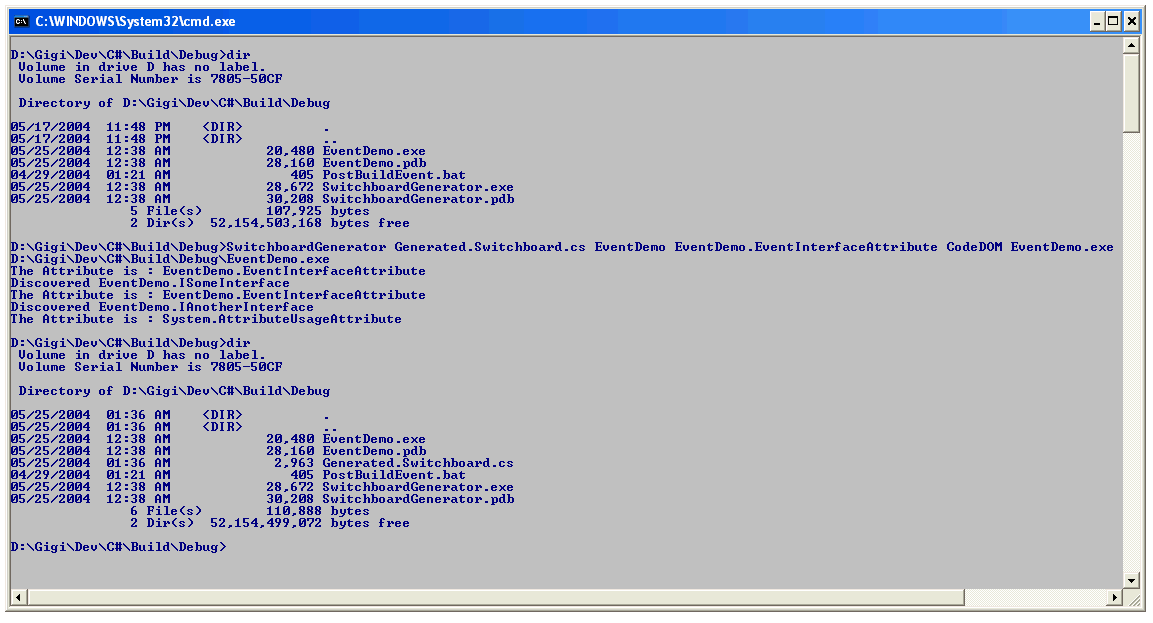 C:\WINDOWS\System32\cmd.exe
D:\Gigi\Dev\C#\Build\Debug>dir
 Volume in drive D has no label.
 Volume Serial Number is 7805-50CF
 Directory of D:\Gigi\Dev\C#\Build\Debug
05/17/2004  11:48 PM    <DIR>          .
05/17/2004  11:48 PM    <DIR>          ..
05/25/2004  12:38 AM            20,480 EventDemo.exe
05/25/2004  12:38 AM            28,160 EventDemo.pdb
04/29/2004  01:21 AM               405 PostBuildEvent.bat
05/25/2004  12:38 AM            28,672 SwitchboardGenerator.exe
05/25/2004  12:38 AM            30,208 SwitchboardGenerator.pdb
               5 File(s)        107,925 bytes
               2 Dir(s)  52,154,503,168 bytes free
D:\Gigi\Dev\C#\Build\Debug>SwitchboardGenerator Generated.Switchboard.cs EventDemo EventDemo.EventInterfaceAttribute CodeDOM EventDemo.exe
D:\Gigi\Dev\C#\Build\Debug\EventDemo.exe
The Attribute is : EventDemo.EventInterfaceAttribute
Discovered EventDemo.ISomeInterface
The Attribute is : EventDemo.EventInterfaceAttribute
Discovered EventDemo.IAnotherInterface
The Attribute is : System.AttributeUsageAttribute
D:\Gigi\Dev\C#\Build\Debug>dir
 Volume in drive D has no label.
 Volume Serial Number is 7805-50CF
 Directory of D:\Gigi\Dev\C#\Build\Debug
05/25/2004  01:36 AM    <DIR>          .
05/25/2004  01:36 AM    <DIR>          ..
05/25/2004  12:38 AM            20,480 EventDemo.exe
05/25/2004  12:38 AM            28,160 EventDemo.pdb
05/25/2004  01:36 AM             2,963 Generated.Switchboard.cs
04/29/2004  01:21 AM               405 PostBuildEvent.bat
05/25/2004  12:38 AM            28,672 SwitchboardGenerator.exe
05/25/2004  12:38 AM            30,208 SwitchboardGenerator.pdb
               6 File(s)        110,888 bytes
               2 Dir(s)  52,154,499,072 bytes free
D:\Gigi\Dev\C#\Build\Debug>